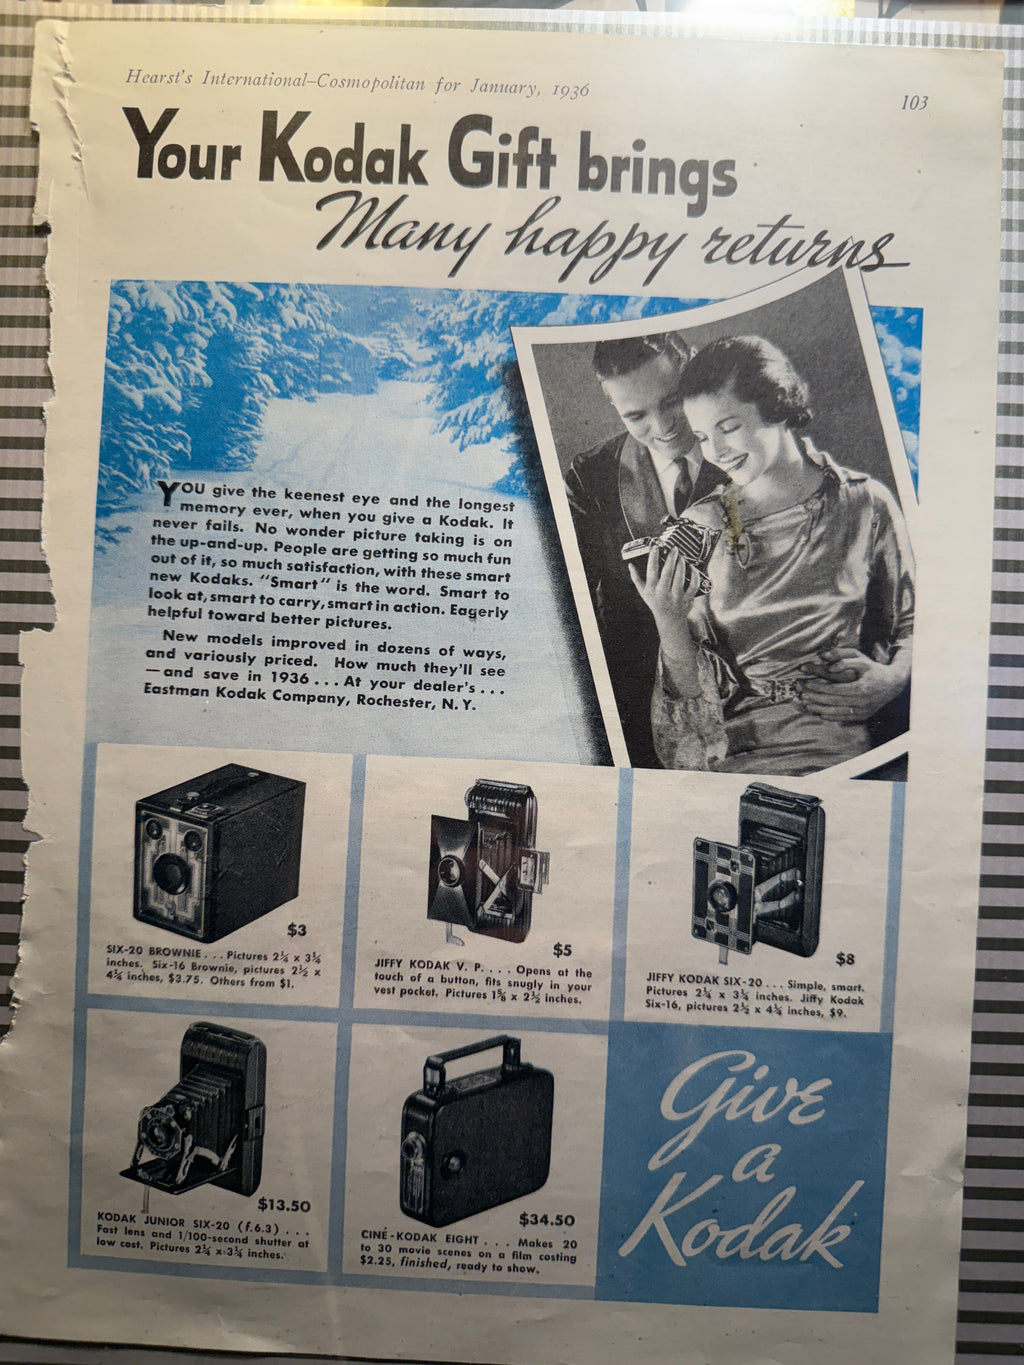 Hearst's International–Cosmopolitan for January, 1936
103
Your Kodak Gift brings
Many happy returns
YOU give the keenest eye and the longest
memory ever, when you give a Kodak. It
never fails. No wonder picture taking is on
the up-and-up. People are getting so much fun
out of it, so much satisfaction, with these smart
new Kodaks. "Smart" is the word. Smart to
look at, smart to carry, smart in action. Eagerly
helpful toward better pictures.
New models improved in dozens of ways,
and variously priced. How much they'll see
—and save in 1936 . . . At your dealer's . . .
Eastman Kodak Company, Rochester, N. Y.
$3
SIX-20 BROWNIE . . . Pictures 2¼ x 3¼
inches. Six-16 Brownie, pictures 2½ x
4¼ inches, $3.75. Others from $1.
$5
JIFFY KODAK V. P. . . . Opens at the
touch of a button, fits snugly in your
vest pocket. Pictures 1⅝ x 2½ inches.
$8
JIFFY KODAK SIX-20 . . . Simple, smart.
Pictures 2¼ x 3¼ inches. Jiffy Kodak
Six-16, pictures 2½ x 4¼ inches, $9.
$13.50
KODAK JUNIOR SIX-20 (f.6.3) . . .
Fast lens and 1/100-second shutter at
low cost. Pictures 2¼ x 3¼ inches.
$34.50
CINÉ-KODAK EIGHT . . . Makes 20
to 30 movie scenes on a film costing
$2.25, finished, ready to show.
Give
a
Kodak